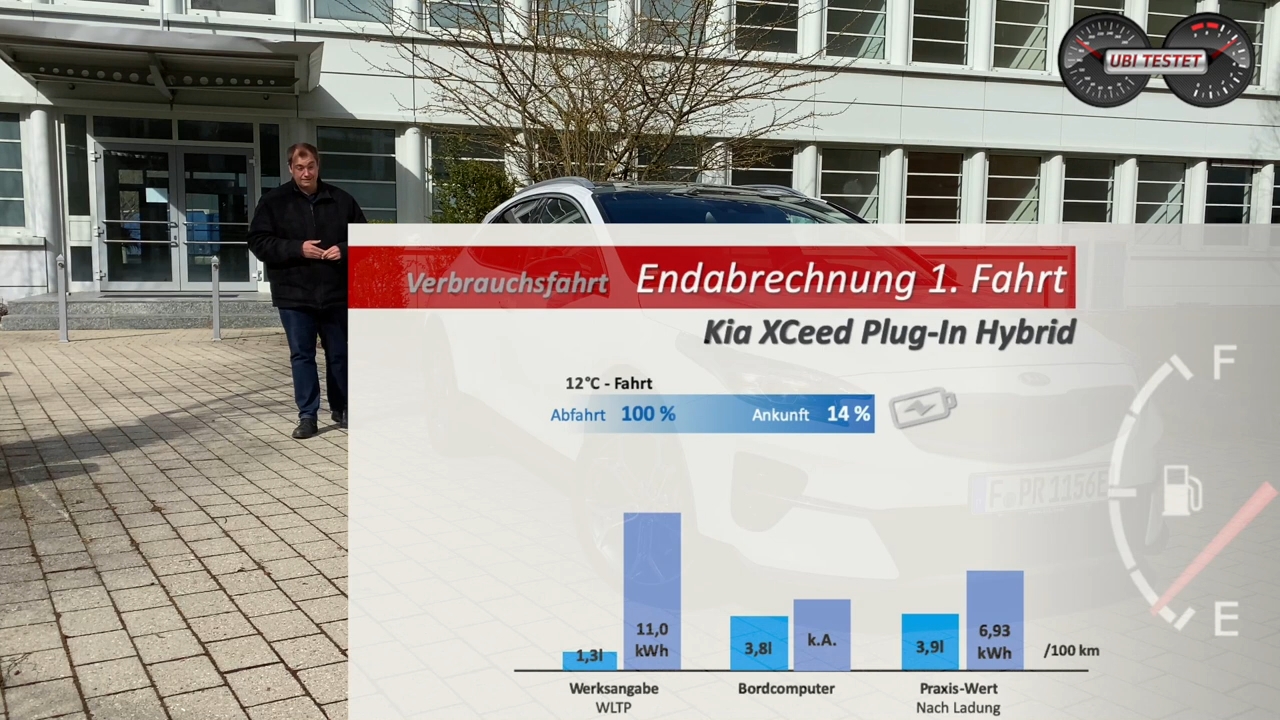 UBI TESTET
Verbrauchsfahrt Endabrechnung 1. Fahrt
Kia XCeed Plug-In Hybrid
12°C - Fahrt
Abfahrt 100 % Ankunft 14 %
F
F PR 1156E
E
1,3l
11,0
kWh
3,8l
k.A.
3,9l
6,93
kWh
/100 km
Werksangabe
WLTP
Bordcomputer
Praxis-Wert
Nach Ladung